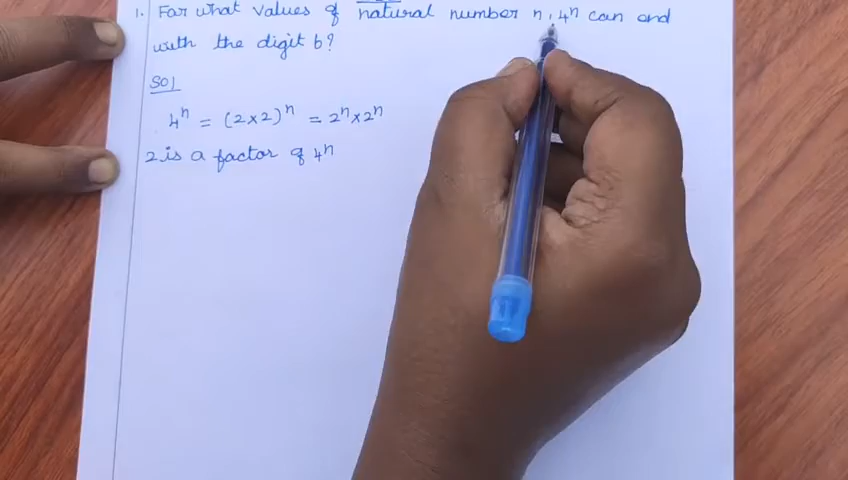 1. For what values of natural number n, 4ⁿ can end
with the digit 6?
Sol
4ⁿ = (2×2)ⁿ = 2ⁿ×2ⁿ
2 is a factor of 4ⁿ